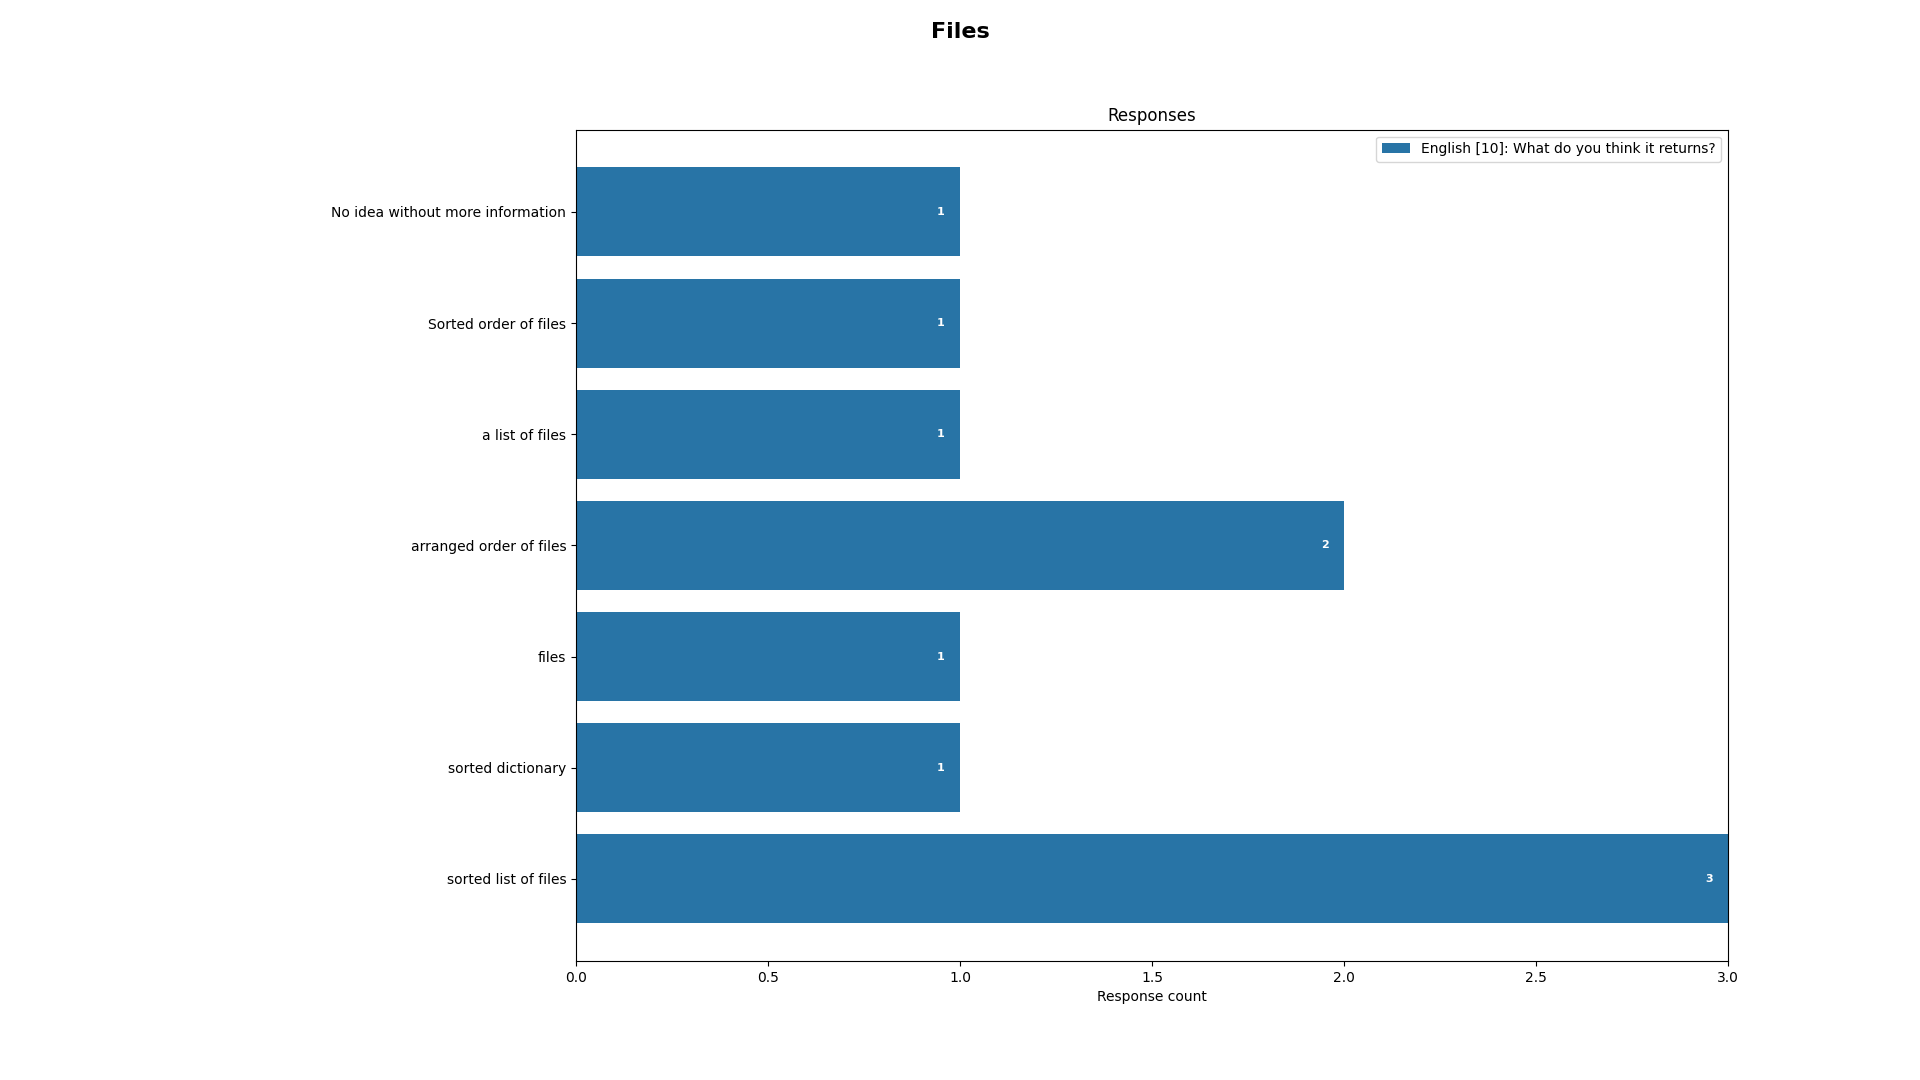 Files
Responses
English [10]: What do you think it returns?
No idea without more information
1
Sorted order of files
1
a list of files
1
arranged order of files
2
files
1
sorted dictionary
1
sorted list of files
3
0.0 0.5 1.0 1.5 2.0 2.5 3.0
Response count